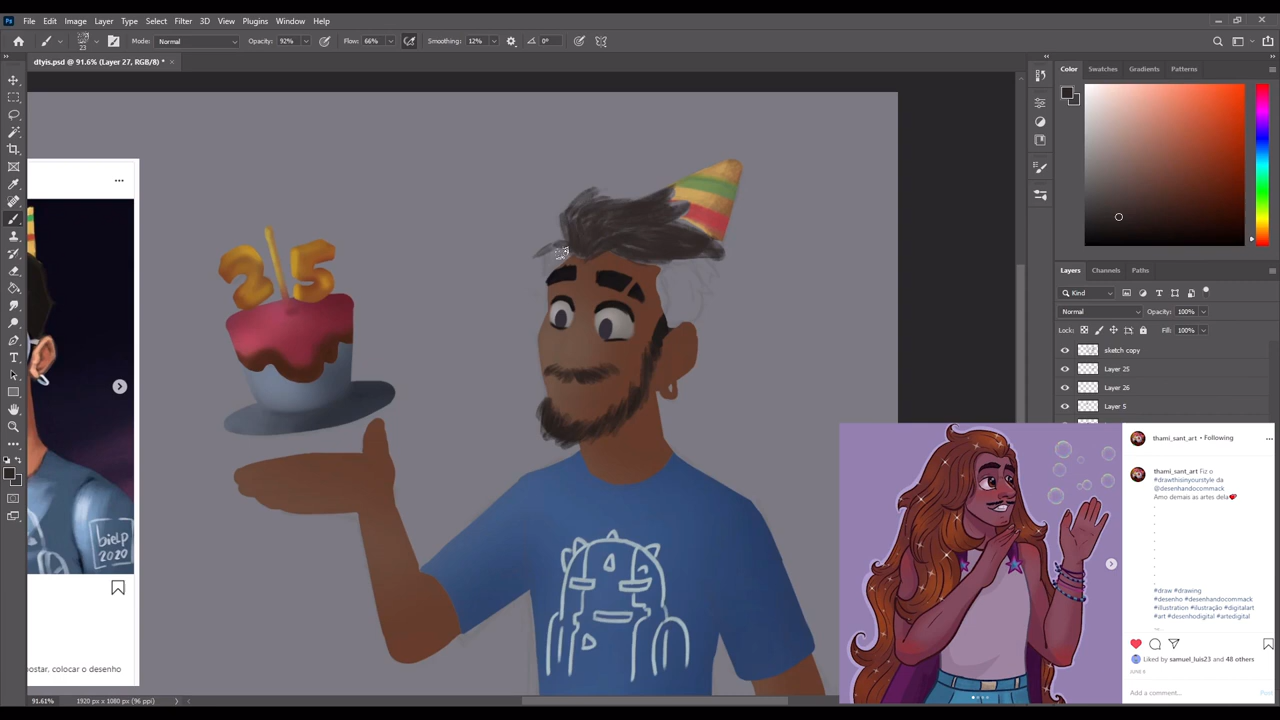 File Edit Image Layer Type Select Filter 3D View Plugins Window Help
23 Mode: Normal Opacity: 92% Flow: 66% Smoothing: 12% 0°
dtyis.psd @ 91.6% (Layer 27, RGB/8) *
Color Swatches Gradients Patterns
25
Layers Channels Paths
Kind
Normal Opacity: 100%
Lock: Fill: 100%
sketch copy
Layer 25
Layer 26
Layer 5
bielp
2020
ostar, colocar o desenho
thami_sant_art • Following
thami_sant_art Fiz o
#drawthisinyourstyle da
@desenhandocommack
Amo demais as artes dela
.
.
.
.
.
.
.
#draw #drawing
#desenho #desenhandocommack
#illustration #ilustração #digitalart
#art #desenhodigital #artedigital
Liked by samuel_luis23 and 48 others
Add a comment... Post
91.61% 1920 px x 1080 px (96 ppi)